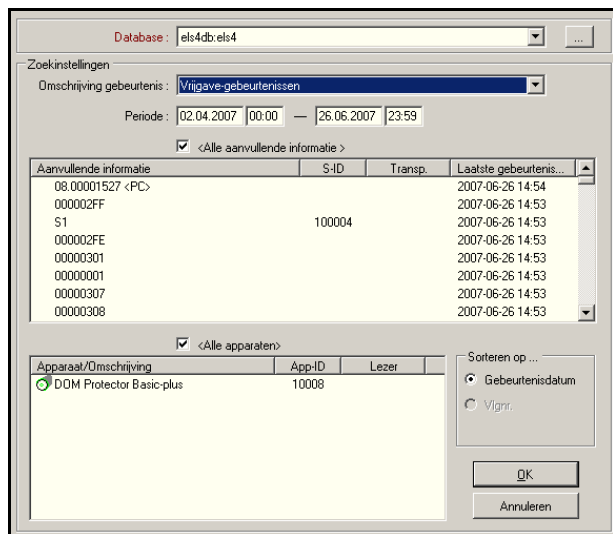 Database : els4db:els4 ...
Zoekinstellingen
Omschrijving gebeurtenis : Vrijgave-gebeurtenissen
Periode : 02.04.2007 00:00 — 26.06.2007 23:59
<Alle aanvullende informatie >
Aanvullende informatie S-ID Transp. Laatste gebeurtenis...
08.00001527 <PC> 2007-06-26 14:54
000002FF 2007-06-26 14:53
S1 100004 2007-06-26 14:53
000002FE 2007-06-26 14:53
00000301 2007-06-26 14:53
00000001 2007-06-26 14:53
00000307 2007-06-26 14:53
00000308 2007-06-26 14:53
<Alle apparaten>
Apparaat/Omschrijving App-ID Lezer
DOM Protector Basic-plus 10008
Sorteren op ...
Gebeurtenisdatum
Vlgnr.
OK
Annuleren